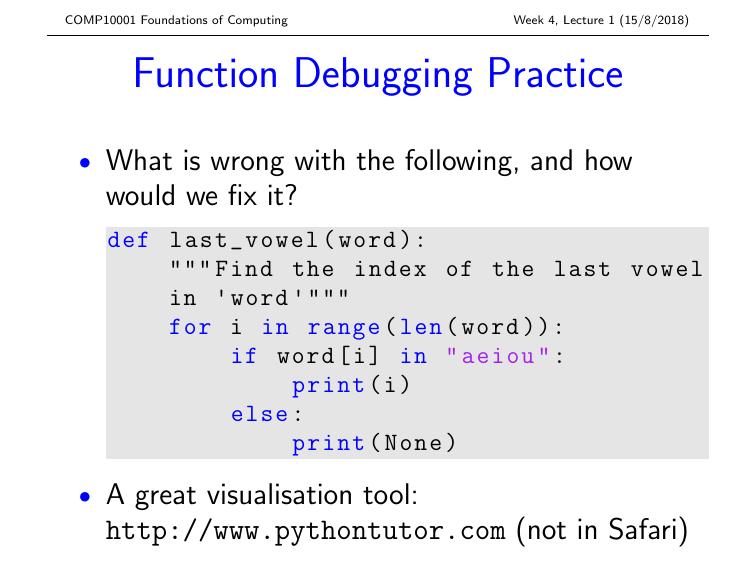 COMP10001 Foundations of Computing
Week 4, Lecture 1 (15/8/2018)
Function Debugging Practice
• What is wrong with the following, and how
would we fix it?
def last_vowel(word):
    """Find the index of the last vowel
    in 'word'"""
    for i in range(len(word)):
        if word[i] in "aeiou":
            print(i)
        else:
            print(None)
• A great visualisation tool:
http://www.pythontutor.com (not in Safari)